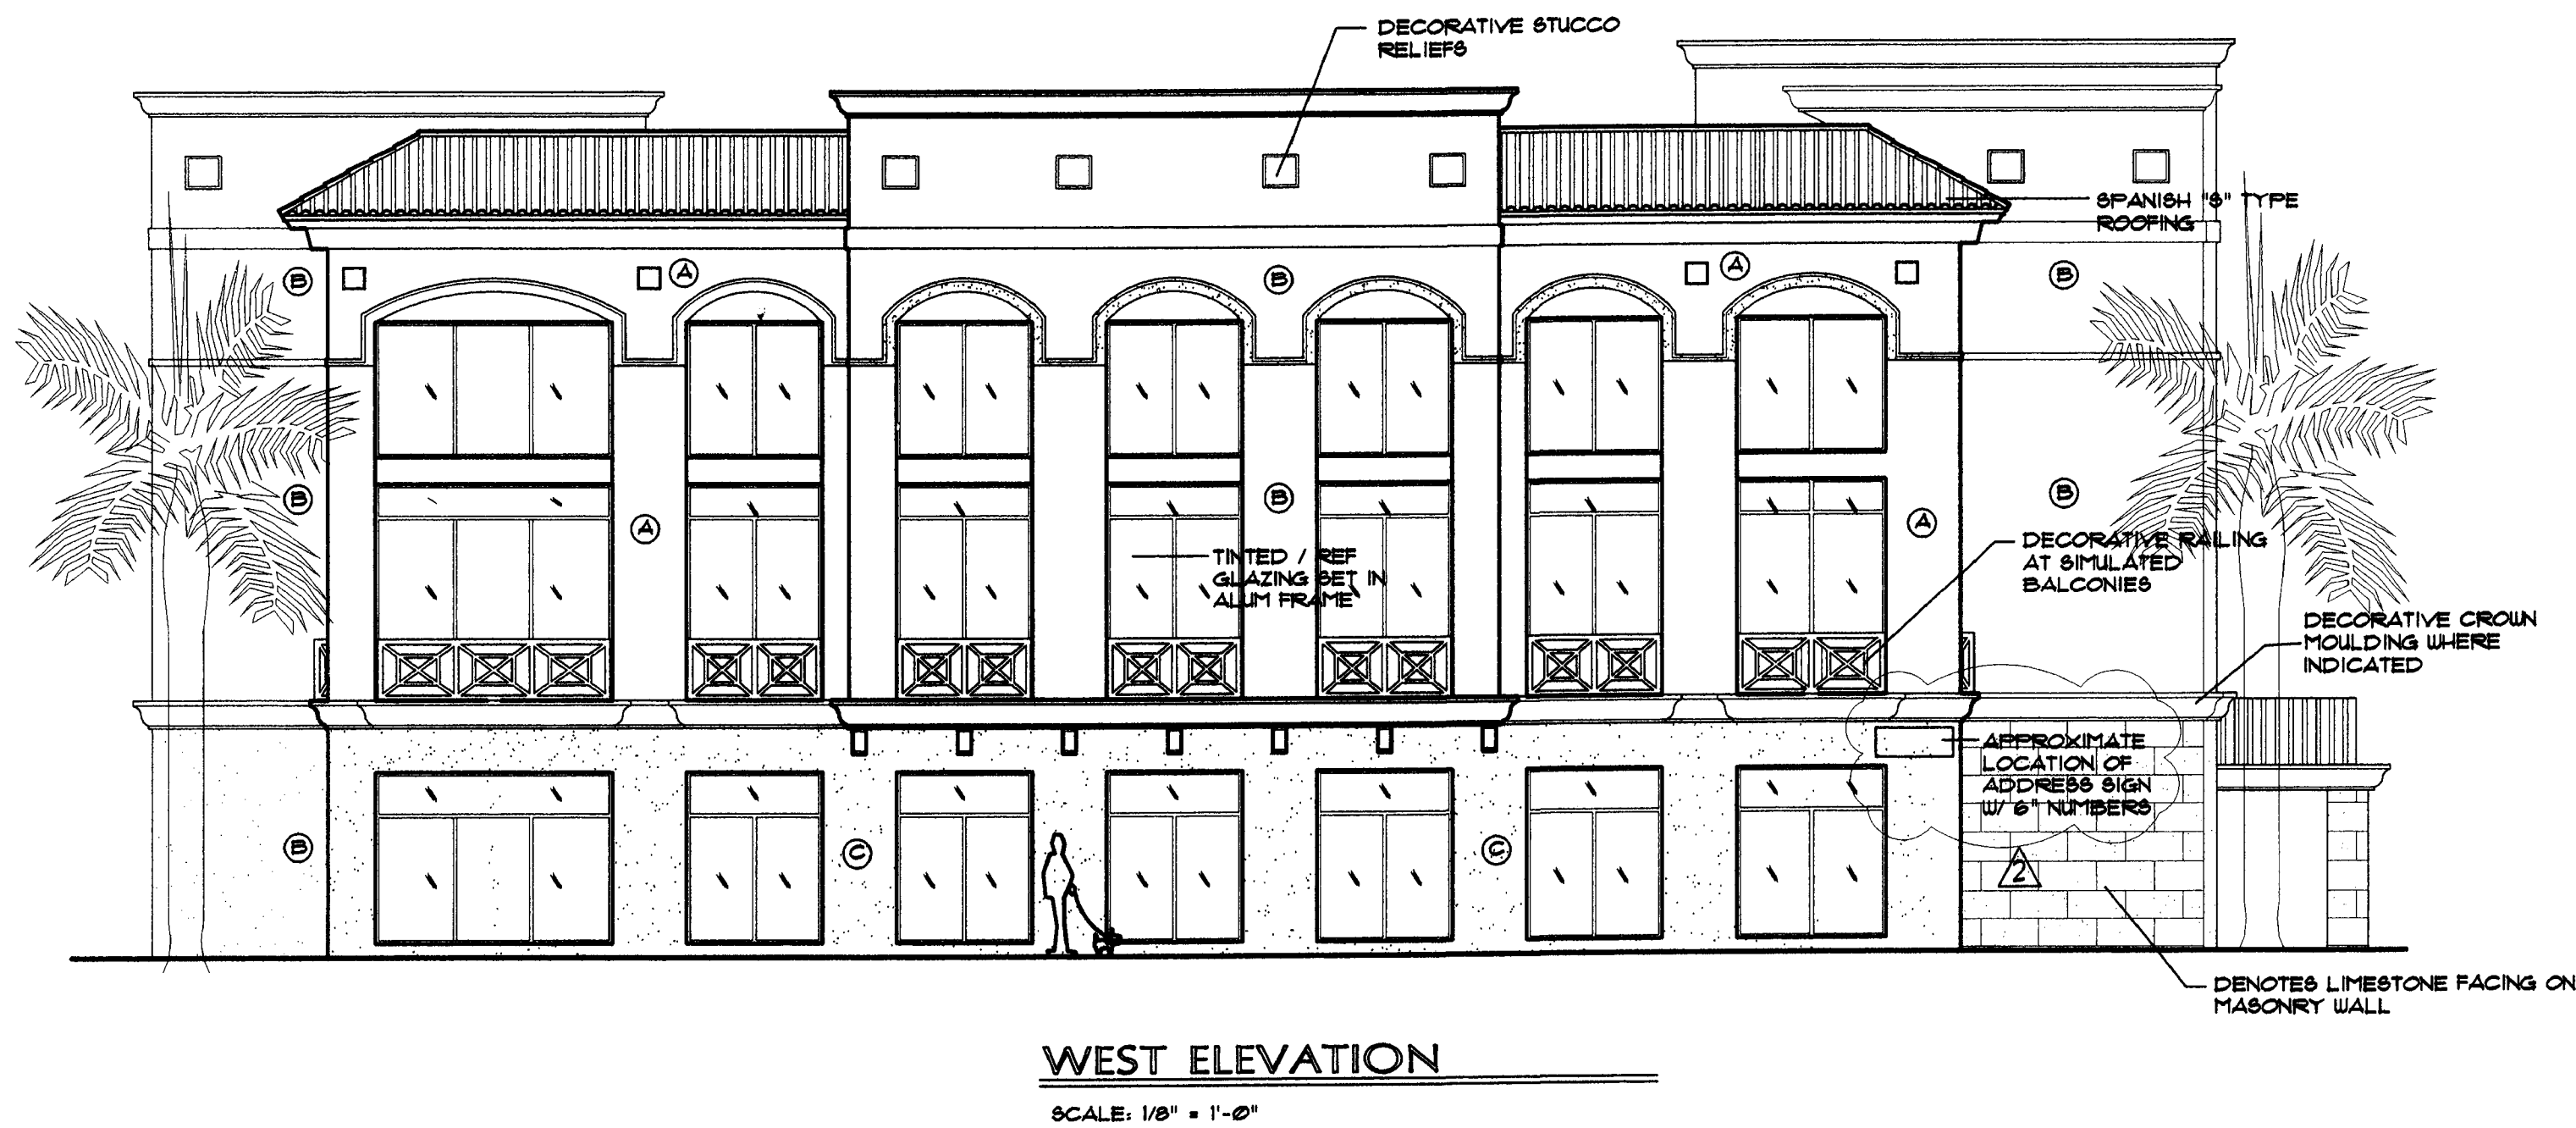 DECORATIVE STUCCO
RELIEFS
SPANISH "S" TYPE
ROOFING
B
A
B
A
B
B
A
B
A
B
TINTED / REF
GLAZING SET IN
ALUM FRAME
DECORATIVE RAILING
AT SIMULATED
BALCONIES
DECORATIVE CROWN
MOULDING WHERE
INDICATED
APPROXIMATE
LOCATION OF
ADDRESS SIGN
W/ 6" NUMBERS
B
C
C
2
DENOTES LIMESTONE FACING ON
MASONRY WALL
WEST ELEVATION
SCALE: 1/8" = 1'-0"